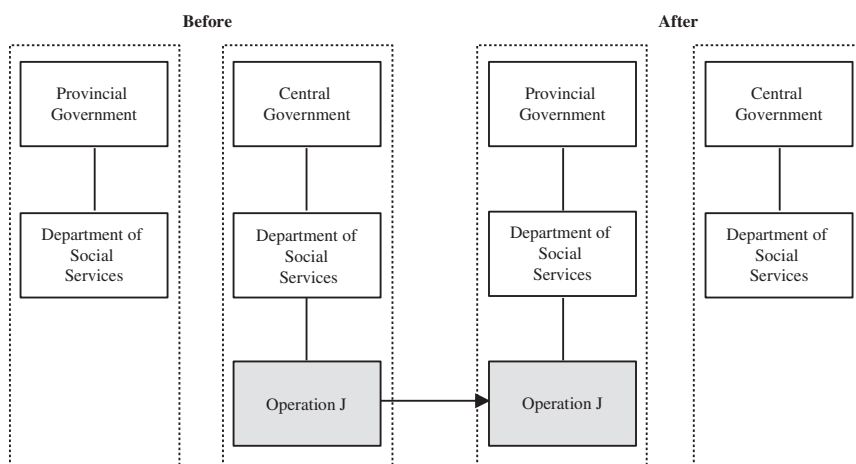 Before
After
Provincial
Government
Central
Government
Provincial
Government
Central
Government
Department of
Social
Services
Department of
Social
Services
Department of
Social
Services
Department of
Social
Services
Operation J
Operation J